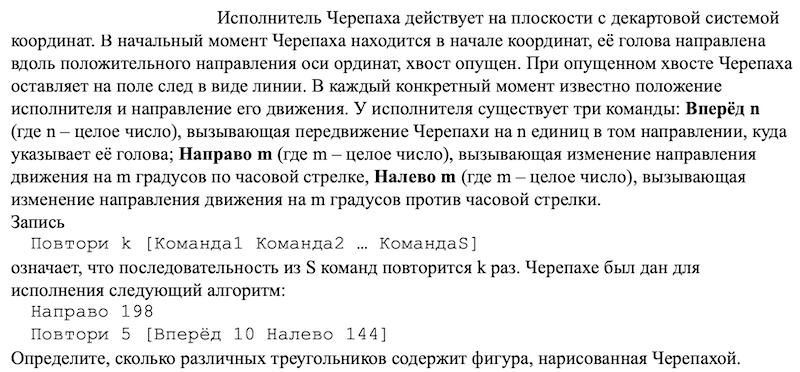 Исполнитель Черепаха действует на плоскости с декартовой системой
координат. В начальный момент Черепаха находится в начале координат, её голова направлена
вдоль положительного направления оси ординат, хвост опущен. При опущенном хвосте Черепаха
оставляет на поле след в виде линии. В каждый конкретный момент известно положение
исполнителя и направление его движения. У исполнителя существует три команды: Вперёд n
(где n – целое число), вызывающая передвижение Черепахи на n единиц в том направлении, куда
указывает её голова; Направо m (где m – целое число), вызывающая изменение направления
движения на m градусов по часовой стрелке, Налево m (где m – целое число), вызывающая
изменение направления движения на m градусов против часовой стрелки.
Запись
Повтори k [Команда1 Команда2 … КомандаS]
означает, что последовательность из S команд повторится k раз. Черепахе был дан для
исполнения следующий алгоритм:
Направо 198
Повтори 5 [Вперёд 10 Налево 144]
Определите, сколько различных треугольников содержит фигура, нарисованная Черепахой.